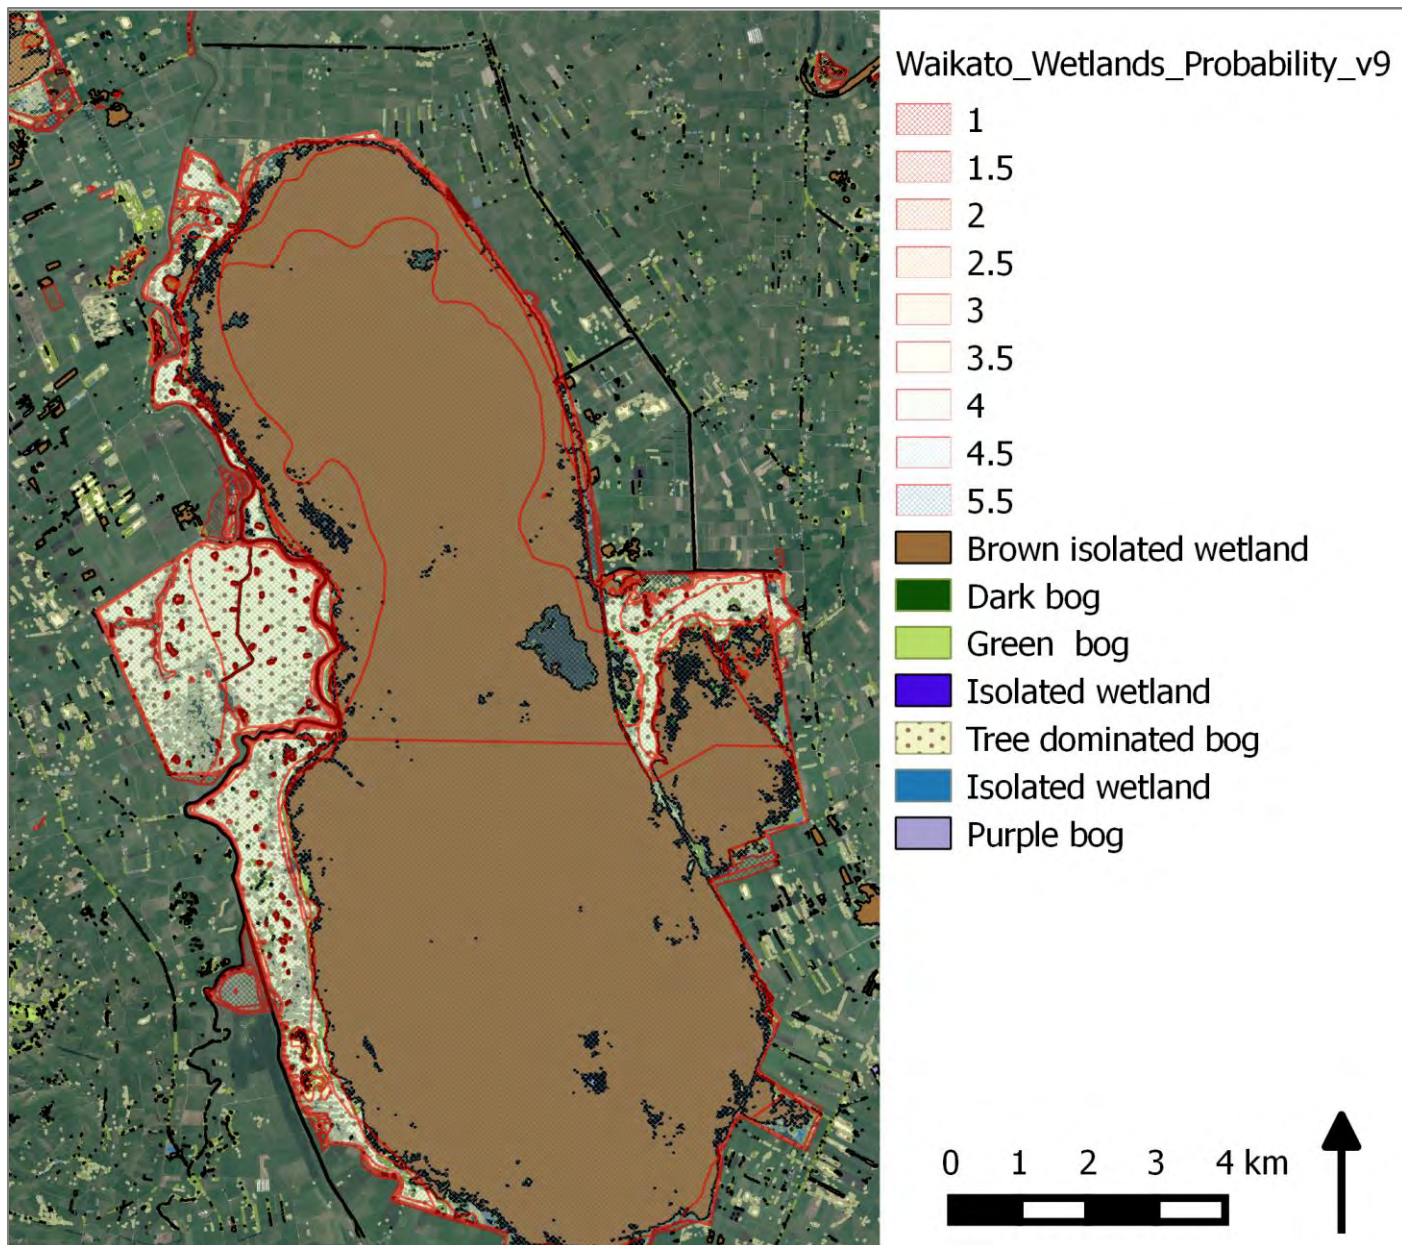 Waikato_Wetlands_Probability_v9
1
1.5
2
2.5
3
3.5
4
4.5
5.5
Brown isolated wetland
Dark bog
Green  bog
Isolated wetland
Tree dominated bog
Isolated wetland
Purple bog
0 1 2 3 4 km